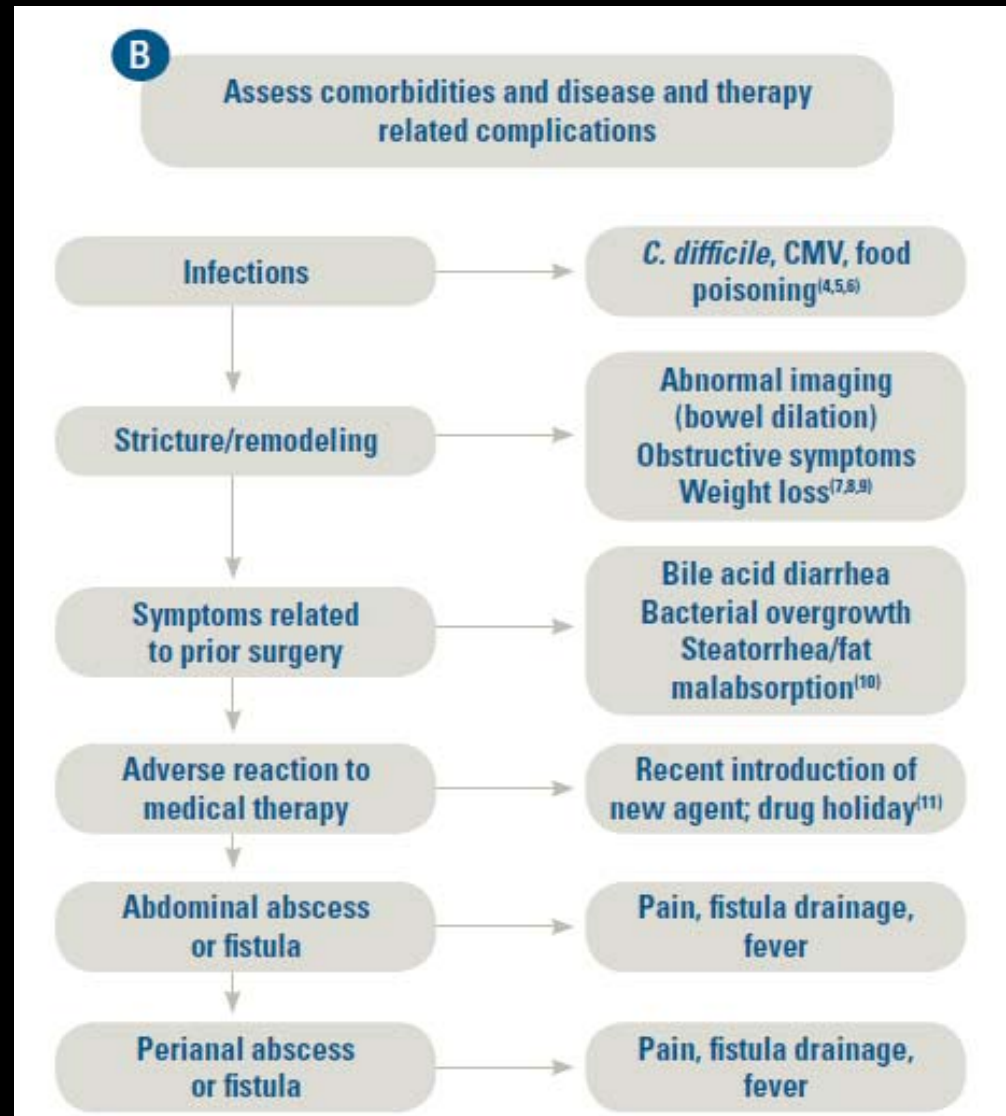 B
Assess comorbidities and disease and therapy
related complications
Infections
C. difficile, CMV, food
poisoning(4,5,6)
Stricture/remodeling
Abnormal imaging
(bowel dilation)
Obstructive symptoms
Weight loss(7,8,9)
Symptoms related
to prior surgery
Bile acid diarrhea
Bacterial overgrowth
Steatorrhea/fat
malabsorption(10)
Adverse reaction to
medical therapy
Recent introduction of
new agent; drug holiday(11)
Abdominal abscess
or fistula
Pain, fistula drainage,
fever
Perianal abscess
or fistula
Pain, fistula drainage,
fever